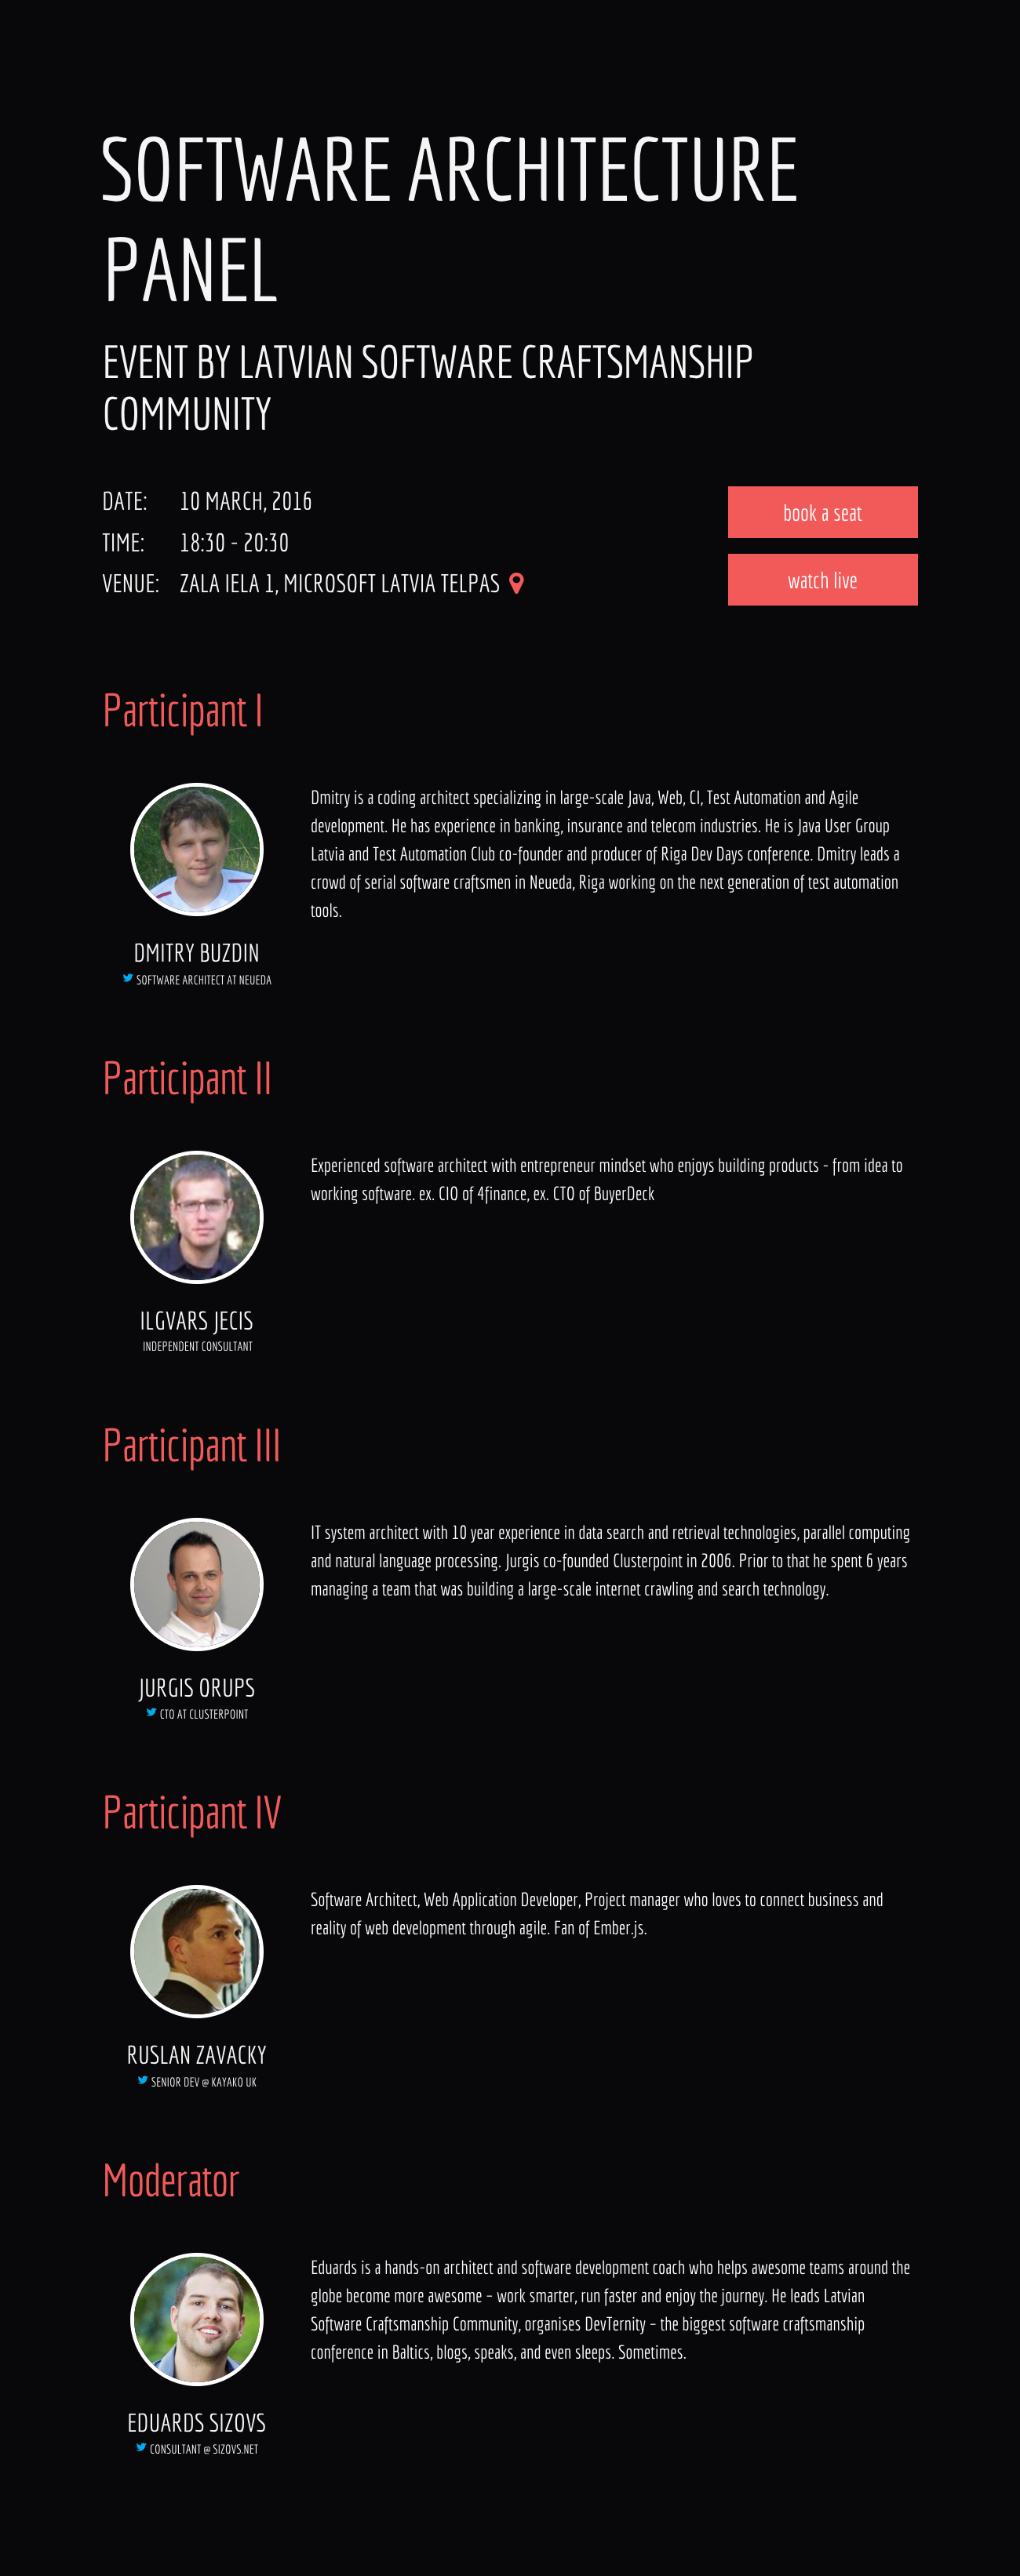 SOFTWARE ARCHITECTURE
PANEL
EVENT BY LATVIAN SOFTWARE CRAFTSMANSHIP
COMMUNITY
DATE: 10 MARCH, 2016
book a seat
TIME: 18:30 - 20:30
VENUE: ZALA IELA 1, MICROSOFT LATVIA TELPAS
watch live
Participant I
Dmitry is a coding architect specializing in large-scale Java, Web, CI, Test Automation and Agile
development. He has experience in banking, insurance and telecom industries. He is Java User Group
Latvia and Test Automation Club co-founder and producer of Riga Dev Days conference. Dmitry leads a
crowd of serial software craftsmen in Neueda, Riga working on the next generation of test automation
tools.
DMITRY BUZDIN
SOFTWARE ARCHITECT AT NEUEDA
Participant II
Experienced software architect with entrepreneur mindset who enjoys building products - from idea to
working software. ex. CIO of 4finance, ex. CTO of BuyerDeck
ILGVARS JECIS
INDEPENDENT CONSULTANT
Participant III
IT system architect with 10 year experience in data search and retrieval technologies, parallel computing
and natural language processing. Jurgis co-founded Clusterpoint in 2006. Prior to that he spent 6 years
managing a team that was building a large-scale internet crawling and search technology.
JURGIS ORUPS
CTO AT CLUSTERPOINT
Participant IV
Software Architect, Web Application Developer, Project manager who loves to connect business and
reality of web development through agile. Fan of Ember.js.
RUSLAN ZAVACKY
SENIOR DEV @ KAYAKO UK
Moderator
Eduards is a hands-on architect and software development coach who helps awesome teams around the
globe become more awesome – work smarter, run faster and enjoy the journey. He leads Latvian
Software Craftsmanship Community, organises DevTernity – the biggest software craftsmanship
conference in Baltics, blogs, speaks, and even sleeps. Sometimes.
EDUARDS SIZOVS
CONSULTANT @ SIZOVS.NET